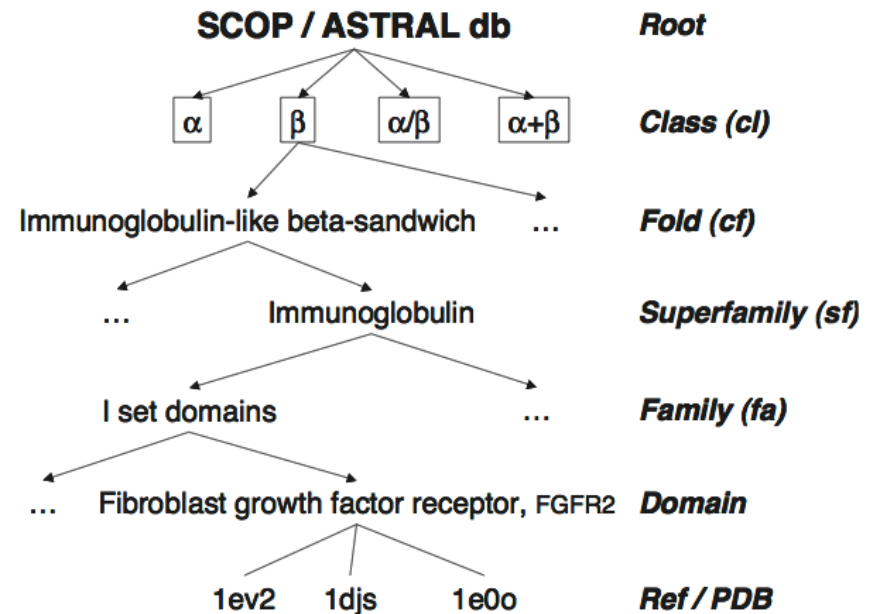 SCOP / ASTRAL db Root
α β α/β α+β Class (cl)
Immunoglobulin-like beta-sandwich ... Fold (cf)
... Immunoglobulin Superfamily (sf)
I set domains ... Family (fa)
... Fibroblast growth factor receptor, FGFR2 Domain
1ev2 1djs 1e0o Ref / PDB